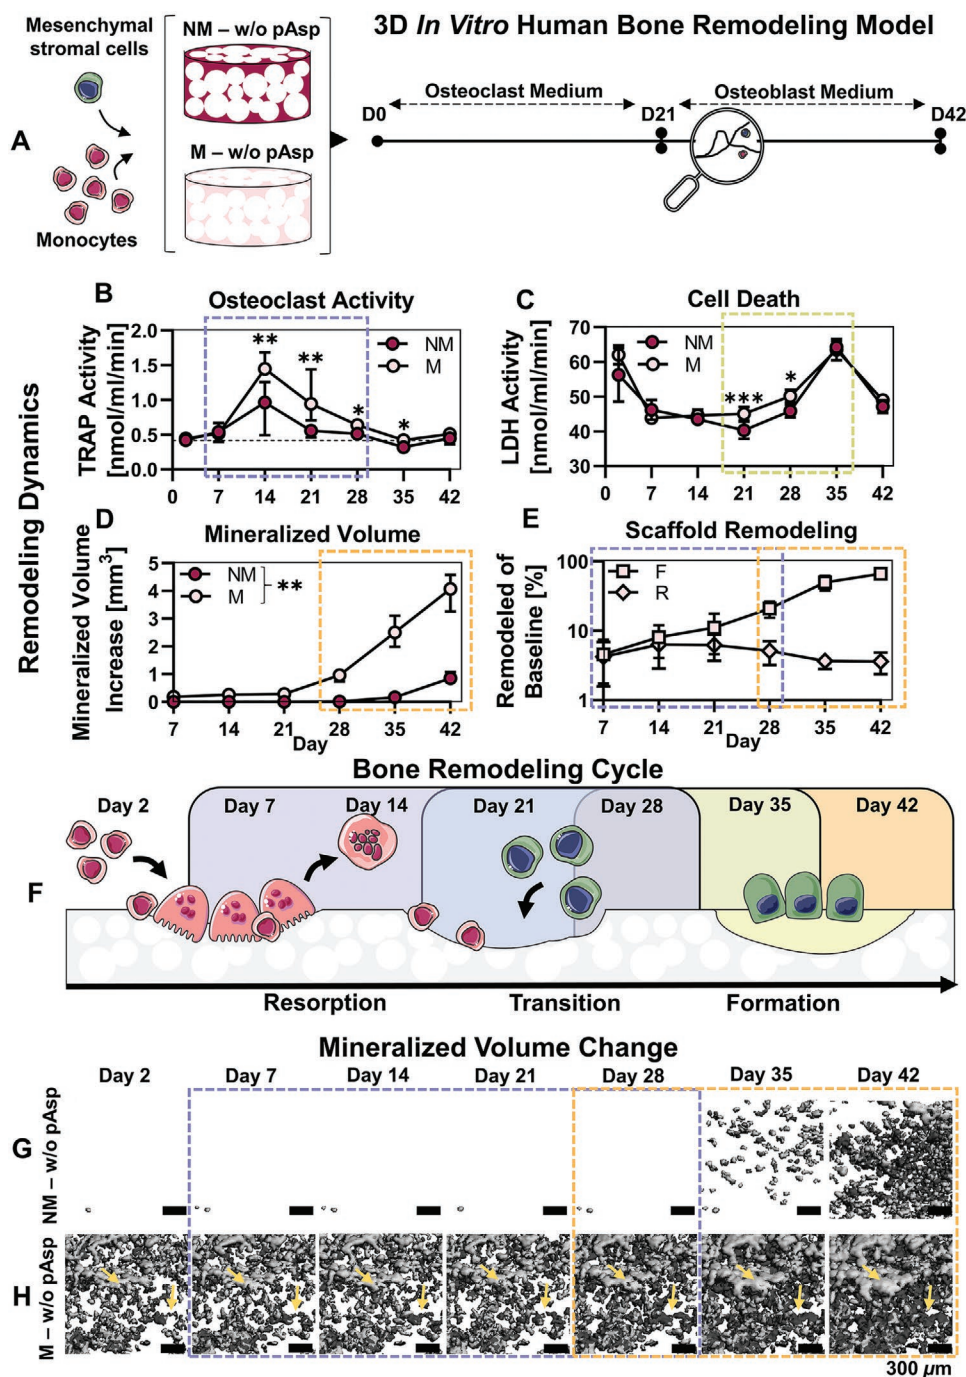 3D In Vitro Human Bone Remodeling Model
Mesenchymal
stromal cells
NM – w/o pAsp
A
M – w/o pAsp
Monocytes
D0
Osteoclast Medium
D21
Osteoblast Medium
D42
Remodeling Dynamics
B
Osteoclast Activity
TRAP Activity
[nmol/ml/min]
2.0
1.5
1.0
0.5
0.0
** ** * *
NM
M
0 7 14 21 28 35 42
C
Cell Death
LDH Activity
[nmol/ml/min]
70
60
50
40
30
NM
M
*** *
0 7 14 21 28 35 42
D
Mineralized Volume
Mineralized Volume
Increase [mm³]
5
4
3
2
1
0
NM
M
**
7 14 21 28 35 42
Day
E
Scaffold Remodeling
Remodeled of
Baseline [%]
100
10
1
F
R
7 14 21 28 35 42
Day
Bone Remodeling Cycle
F
Day 2 Day 7 Day 14 Day 21 Day 28 Day 35 Day 42
Resorption Transition Formation
Mineralized Volume Change
Day 2 Day 7 Day 14 Day 21 Day 28 Day 35 Day 42
G
NM – w/o pAsp
H
M – w/o pAsp
300 µm